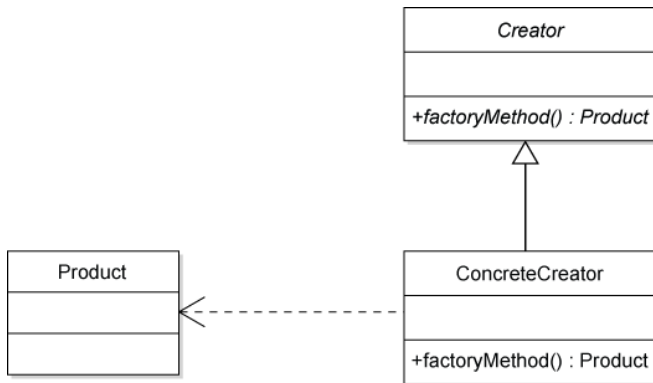 Creator
+factoryMethod() : Product
Product
ConcreteCreator
+factoryMethod() : Product